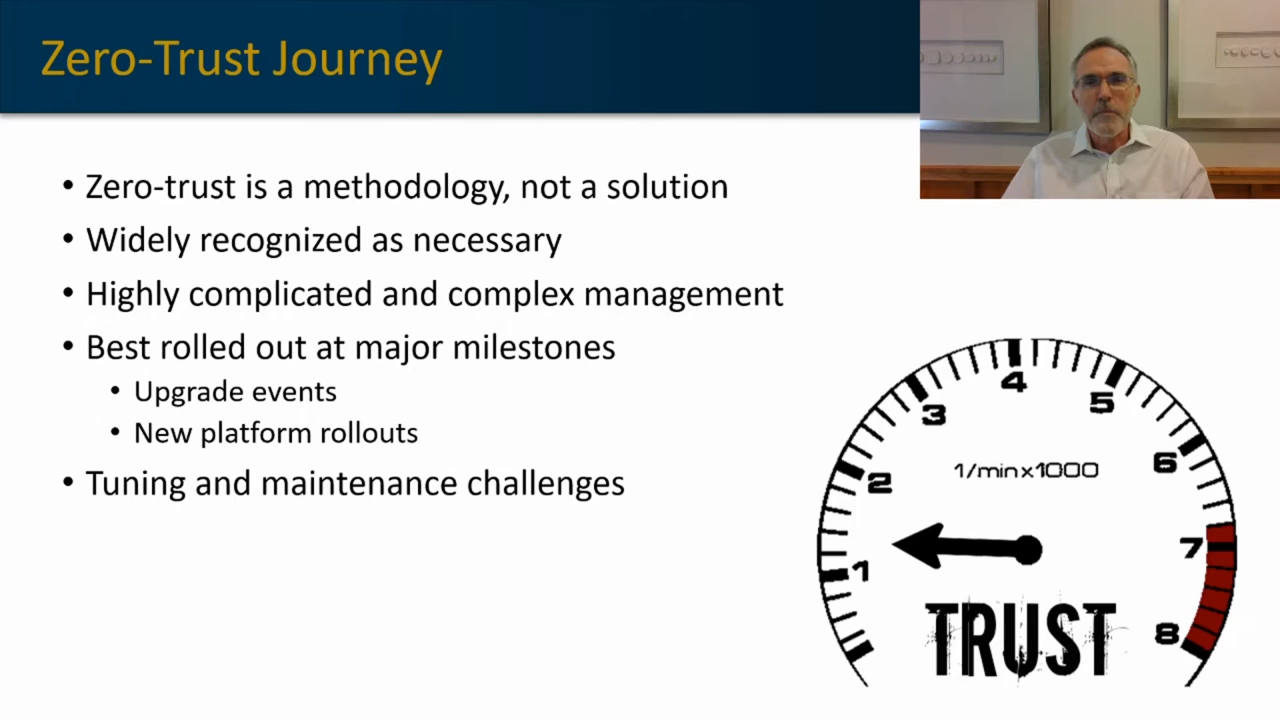 Zero-Trust Journey
• Zero-trust is a methodology, not a solution
• Widely recognized as necessary
• Highly complicated and complex management
• Best rolled out at major milestones
• Upgrade events
• New platform rollouts
• Tuning and maintenance challenges
1
2
3
4
5
6
7
8
1/minx1000
TRUST